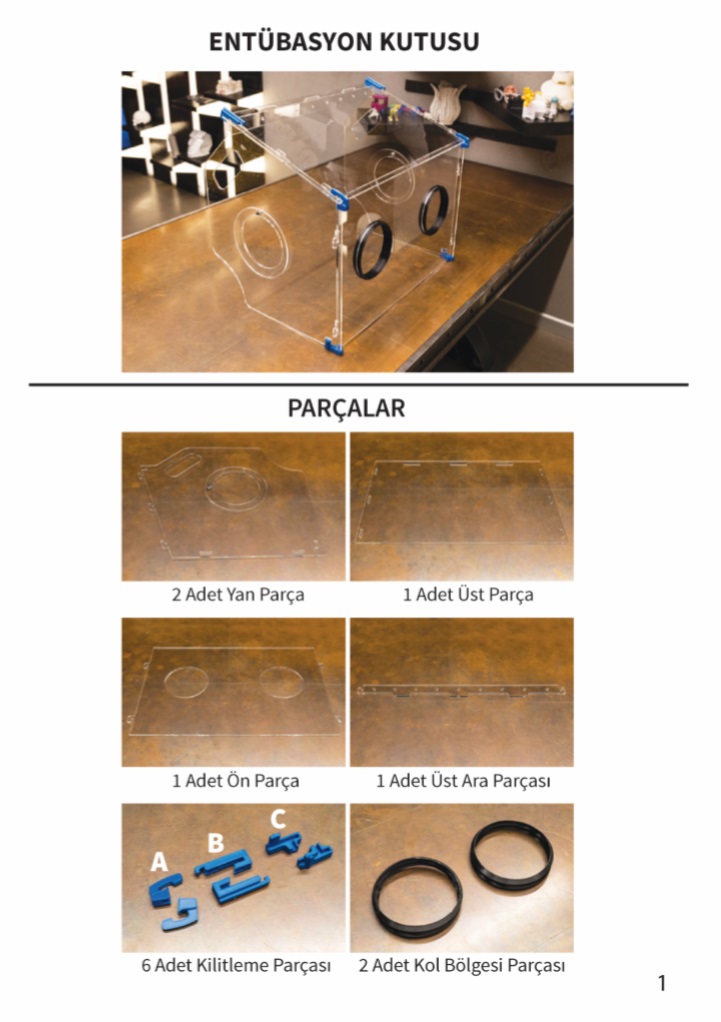 ENTÜBASYON KUTUSU
PARÇALAR
2 Adet Yan Parça
1 Adet Üst Parça
1 Adet Ön Parça
1 Adet Üst Ara Parçası
A
B
C
6 Adet Kilitleme Parçası
2 Adet Kol Bölgesi Parçası
1